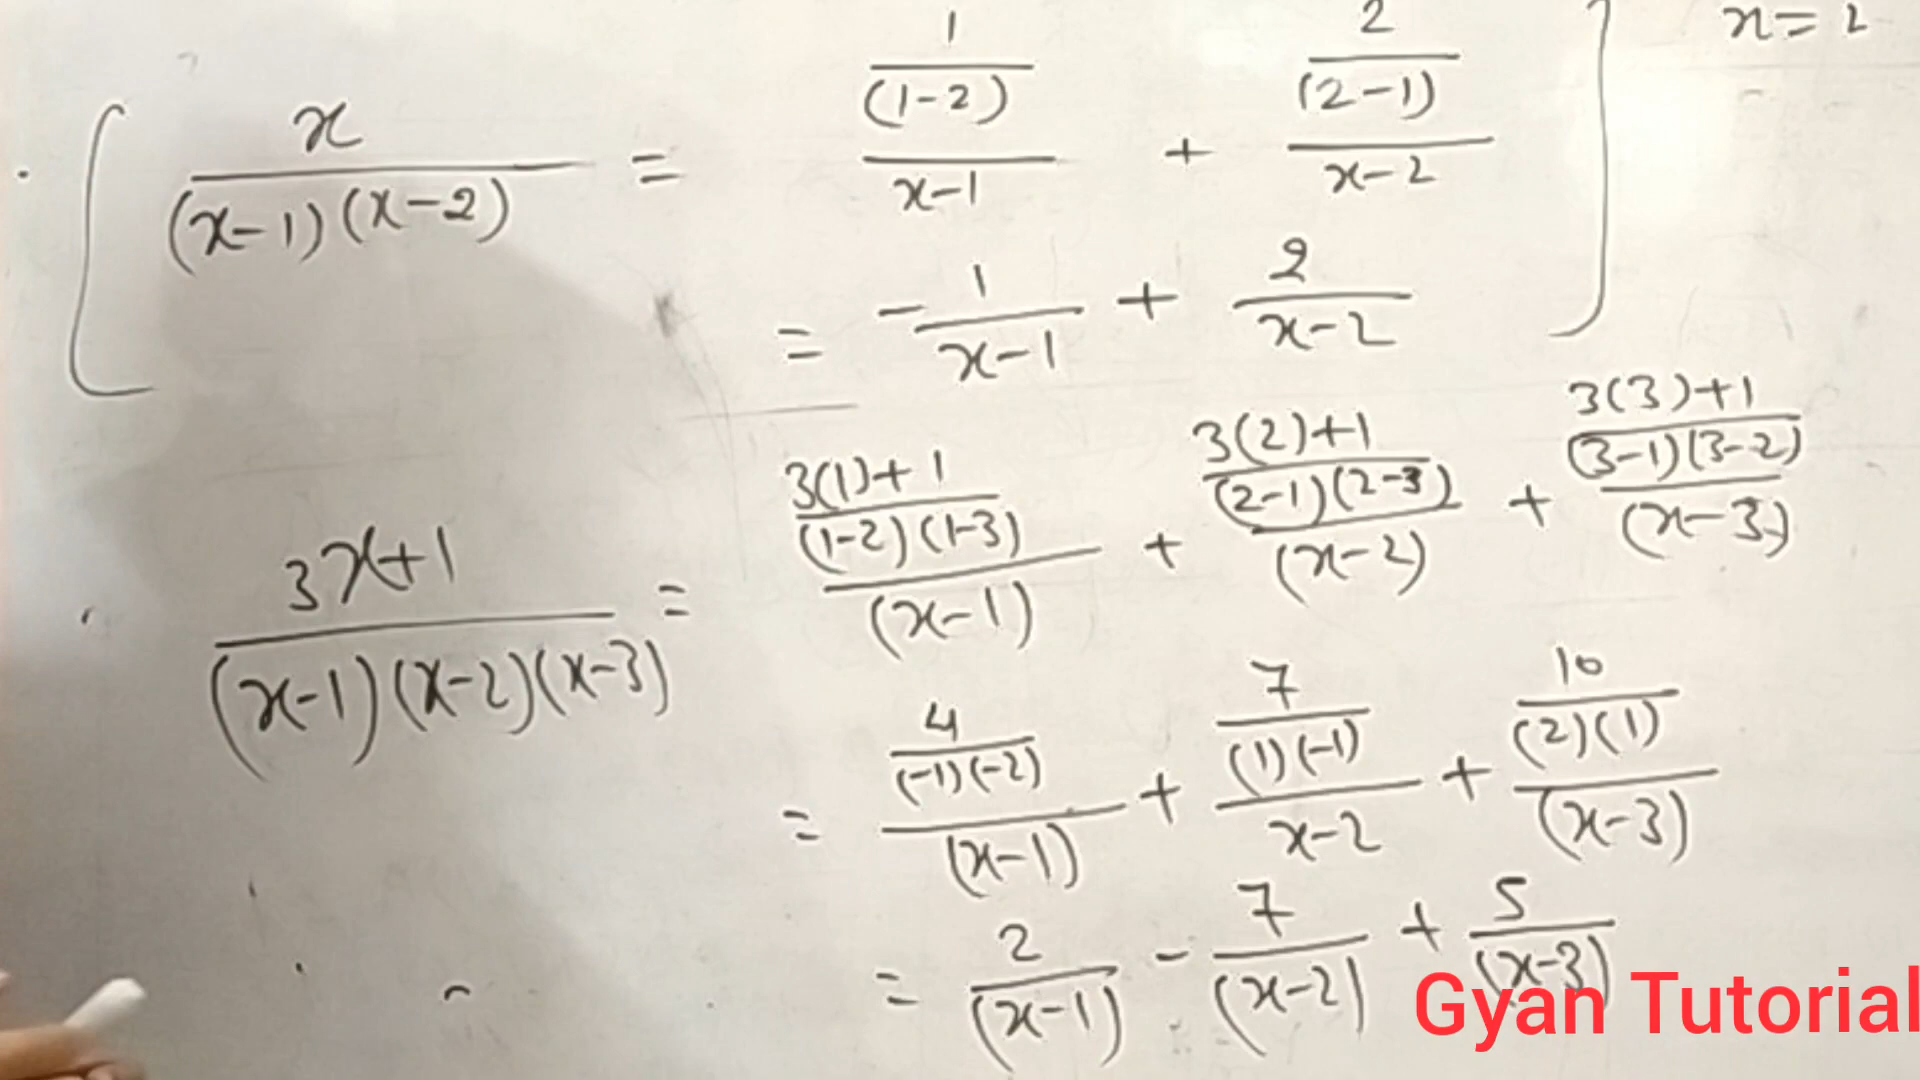 x/((x-1)(x-2)) = (1/(1-2))/(x-1) + (2/(2-1))/(x-2)
x=2
= -1/(x-1) + 2/(x-2)
(3x+1)/((x-1)(x-2)(x-3)) = ((3(1)+1)/((1-2)(1-3)))/(x-1) + ((3(2)+1)/((2-1)(2-3)))/(x-2) + ((3(3)+1)/((3-1)(3-2)))/(x-3)
= (4/((-1)(-2)))/(x-1) + (7/((1)(-1)))/(x-2) + (10/((2)(1)))/(x-3)
= 2/(x-1) - 7/(x-2) + 5/(x-3)
Gyan Tutorial